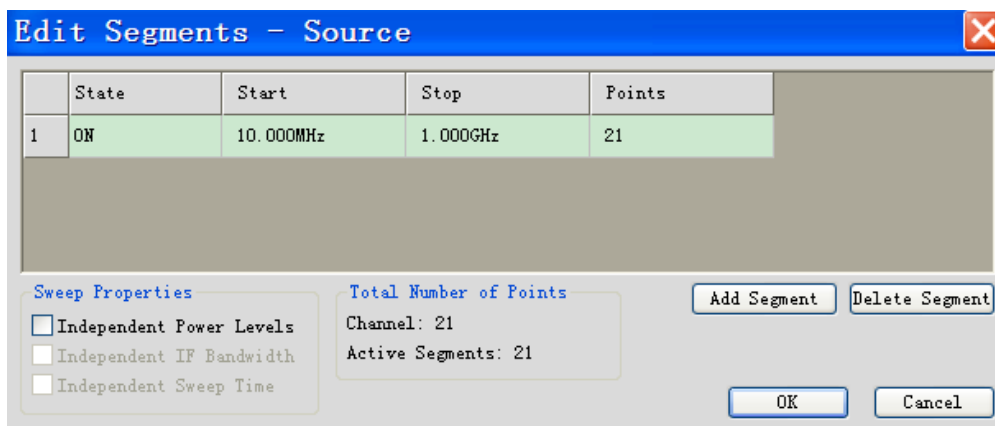 Edit Segments - Source
State Start Stop Points
1 ON 10.000MHz 1.000GHz 21
Sweep Properties
Independent Power Levels
Independent IF Bandwidth
Independent Sweep Time
Total Number of Points
Channel: 21
Active Segments: 21
Add Segment Delete Segment
OK Cancel